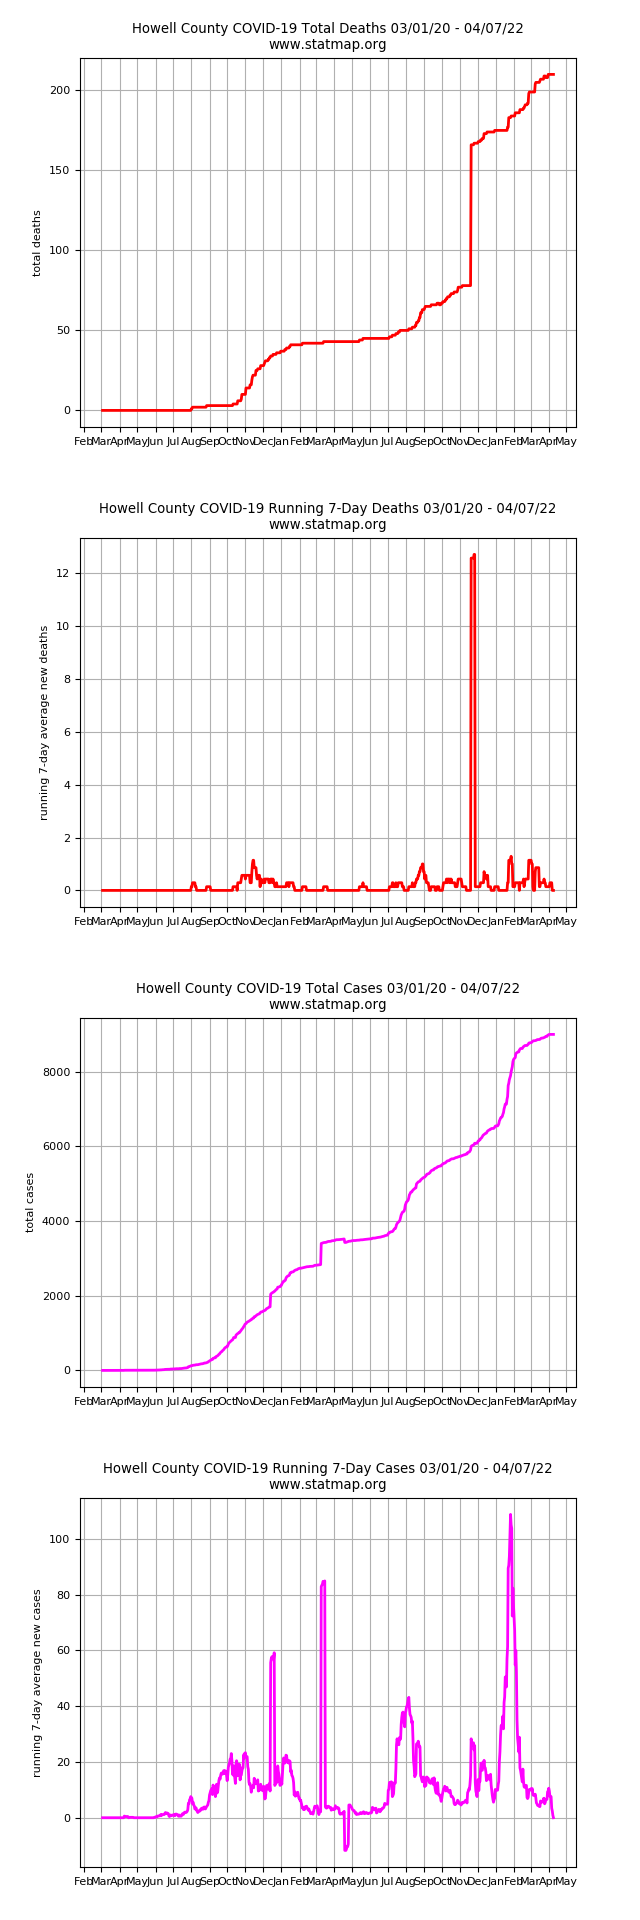 Howell County COVID-19 Total Deaths 03/01/20 - 04/07/22
www.statmap.org
200
150
100
50
0
total deaths
Feb Mar Apr May Jun Jul Aug Sep Oct Nov Dec Jan Feb Mar Apr May Jun Jul Aug Sep Oct Nov Dec Jan Feb Mar Apr May
Howell County COVID-19 Running 7-Day Deaths 03/01/20 - 04/07/22
www.statmap.org
12
10
8
6
4
2
0
running 7-day average new deaths
Feb Mar Apr May Jun Jul Aug Sep Oct Nov Dec Jan Feb Mar Apr May Jun Jul Aug Sep Oct Nov Dec Jan Feb Mar Apr May
Howell County COVID-19 Total Cases 03/01/20 - 04/07/22
www.statmap.org
8000
6000
4000
2000
0
total cases
Feb Mar Apr May Jun Jul Aug Sep Oct Nov Dec Jan Feb Mar Apr May Jun Jul Aug Sep Oct Nov Dec Jan Feb Mar Apr May
Howell County COVID-19 Running 7-Day Cases 03/01/20 - 04/07/22
www.statmap.org
100
80
60
40
20
0
running 7-day average new cases
Feb Mar Apr May Jun Jul Aug Sep Oct Nov Dec Jan Feb Mar Apr May Jun Jul Aug Sep Oct Nov Dec Jan Feb Mar Apr May